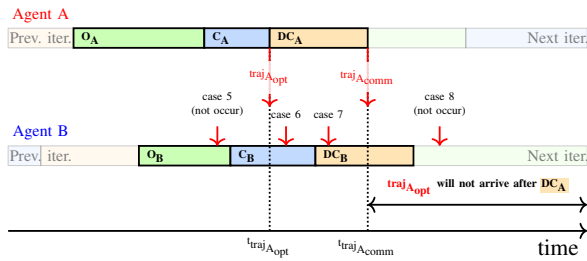 Agent A
Prev. iter. O_A C_A DC_A Next iter.
traj_A_opt traj_A_comm
case 5 (not occur) case 6 case 7 case 8 (not occur)
Agent B
Prev. iter. O_B C_B DC_B Next iter.
traj_A_opt will not arrive after DC_A
t_traj_A_opt t_traj_A_comm time